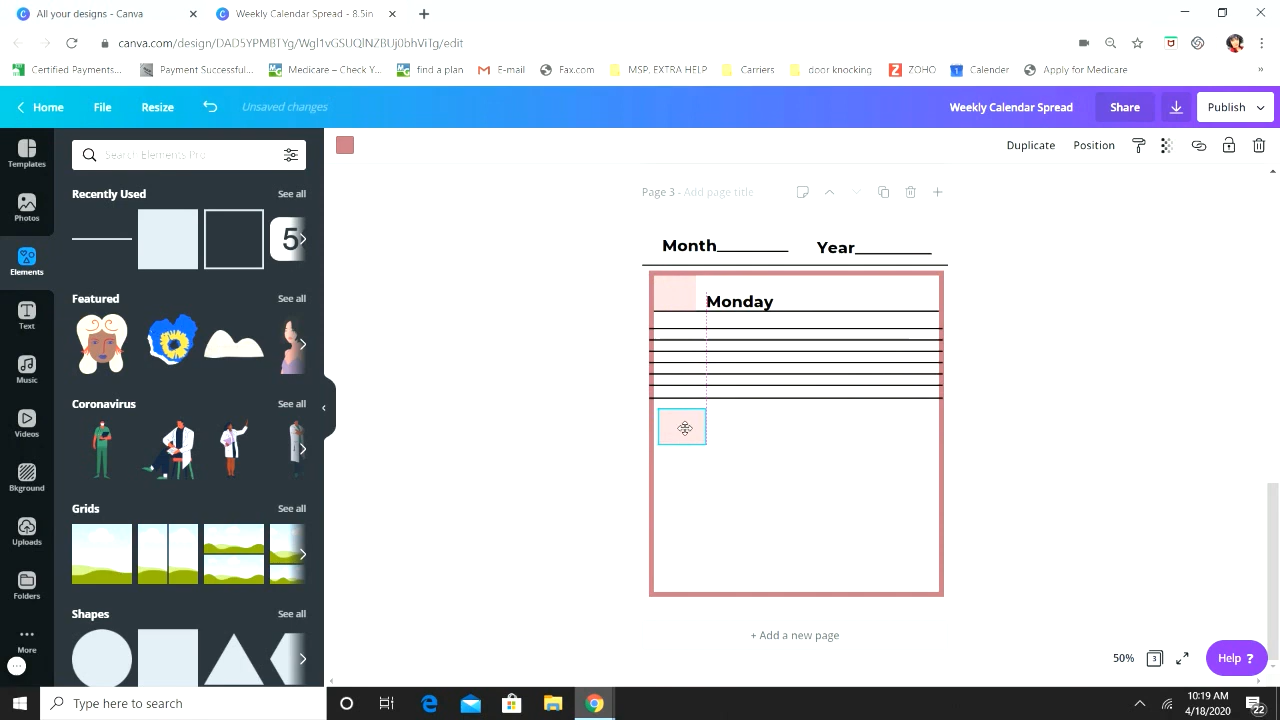 All your designs - Canva
Weekly Calendar Spread - 8.5in
canva.com/design/DAD5YPMBTYg/Wgl1vGSUQlNZBUj0bhViTg/edit
Certified Payments...
Payment Successful...
Medicare – Check Y...
find a plan
E-mail
Fax.com
MSP. EXTRA HELP
Carriers
door knocking
ZOHO
Calender
Apply for Medicare
»
Home
File
Resize
Unsaved changes
Weekly Calendar Spread
Share
Publish
Templates
Photos
Elements
Text
Music
Videos
Bkground
Uploads
Folders
More
Search Elements Pro
Recently Used
See all
5
Featured
See all
Coronavirus
See all
Grids
See all
Shapes
See all
Duplicate
Position
Page 3 - Add page title
Month________ Year_________
Monday
+ Add a new page
50%
3
Help ?
Type here to search
10:19 AM
4/18/2020
22